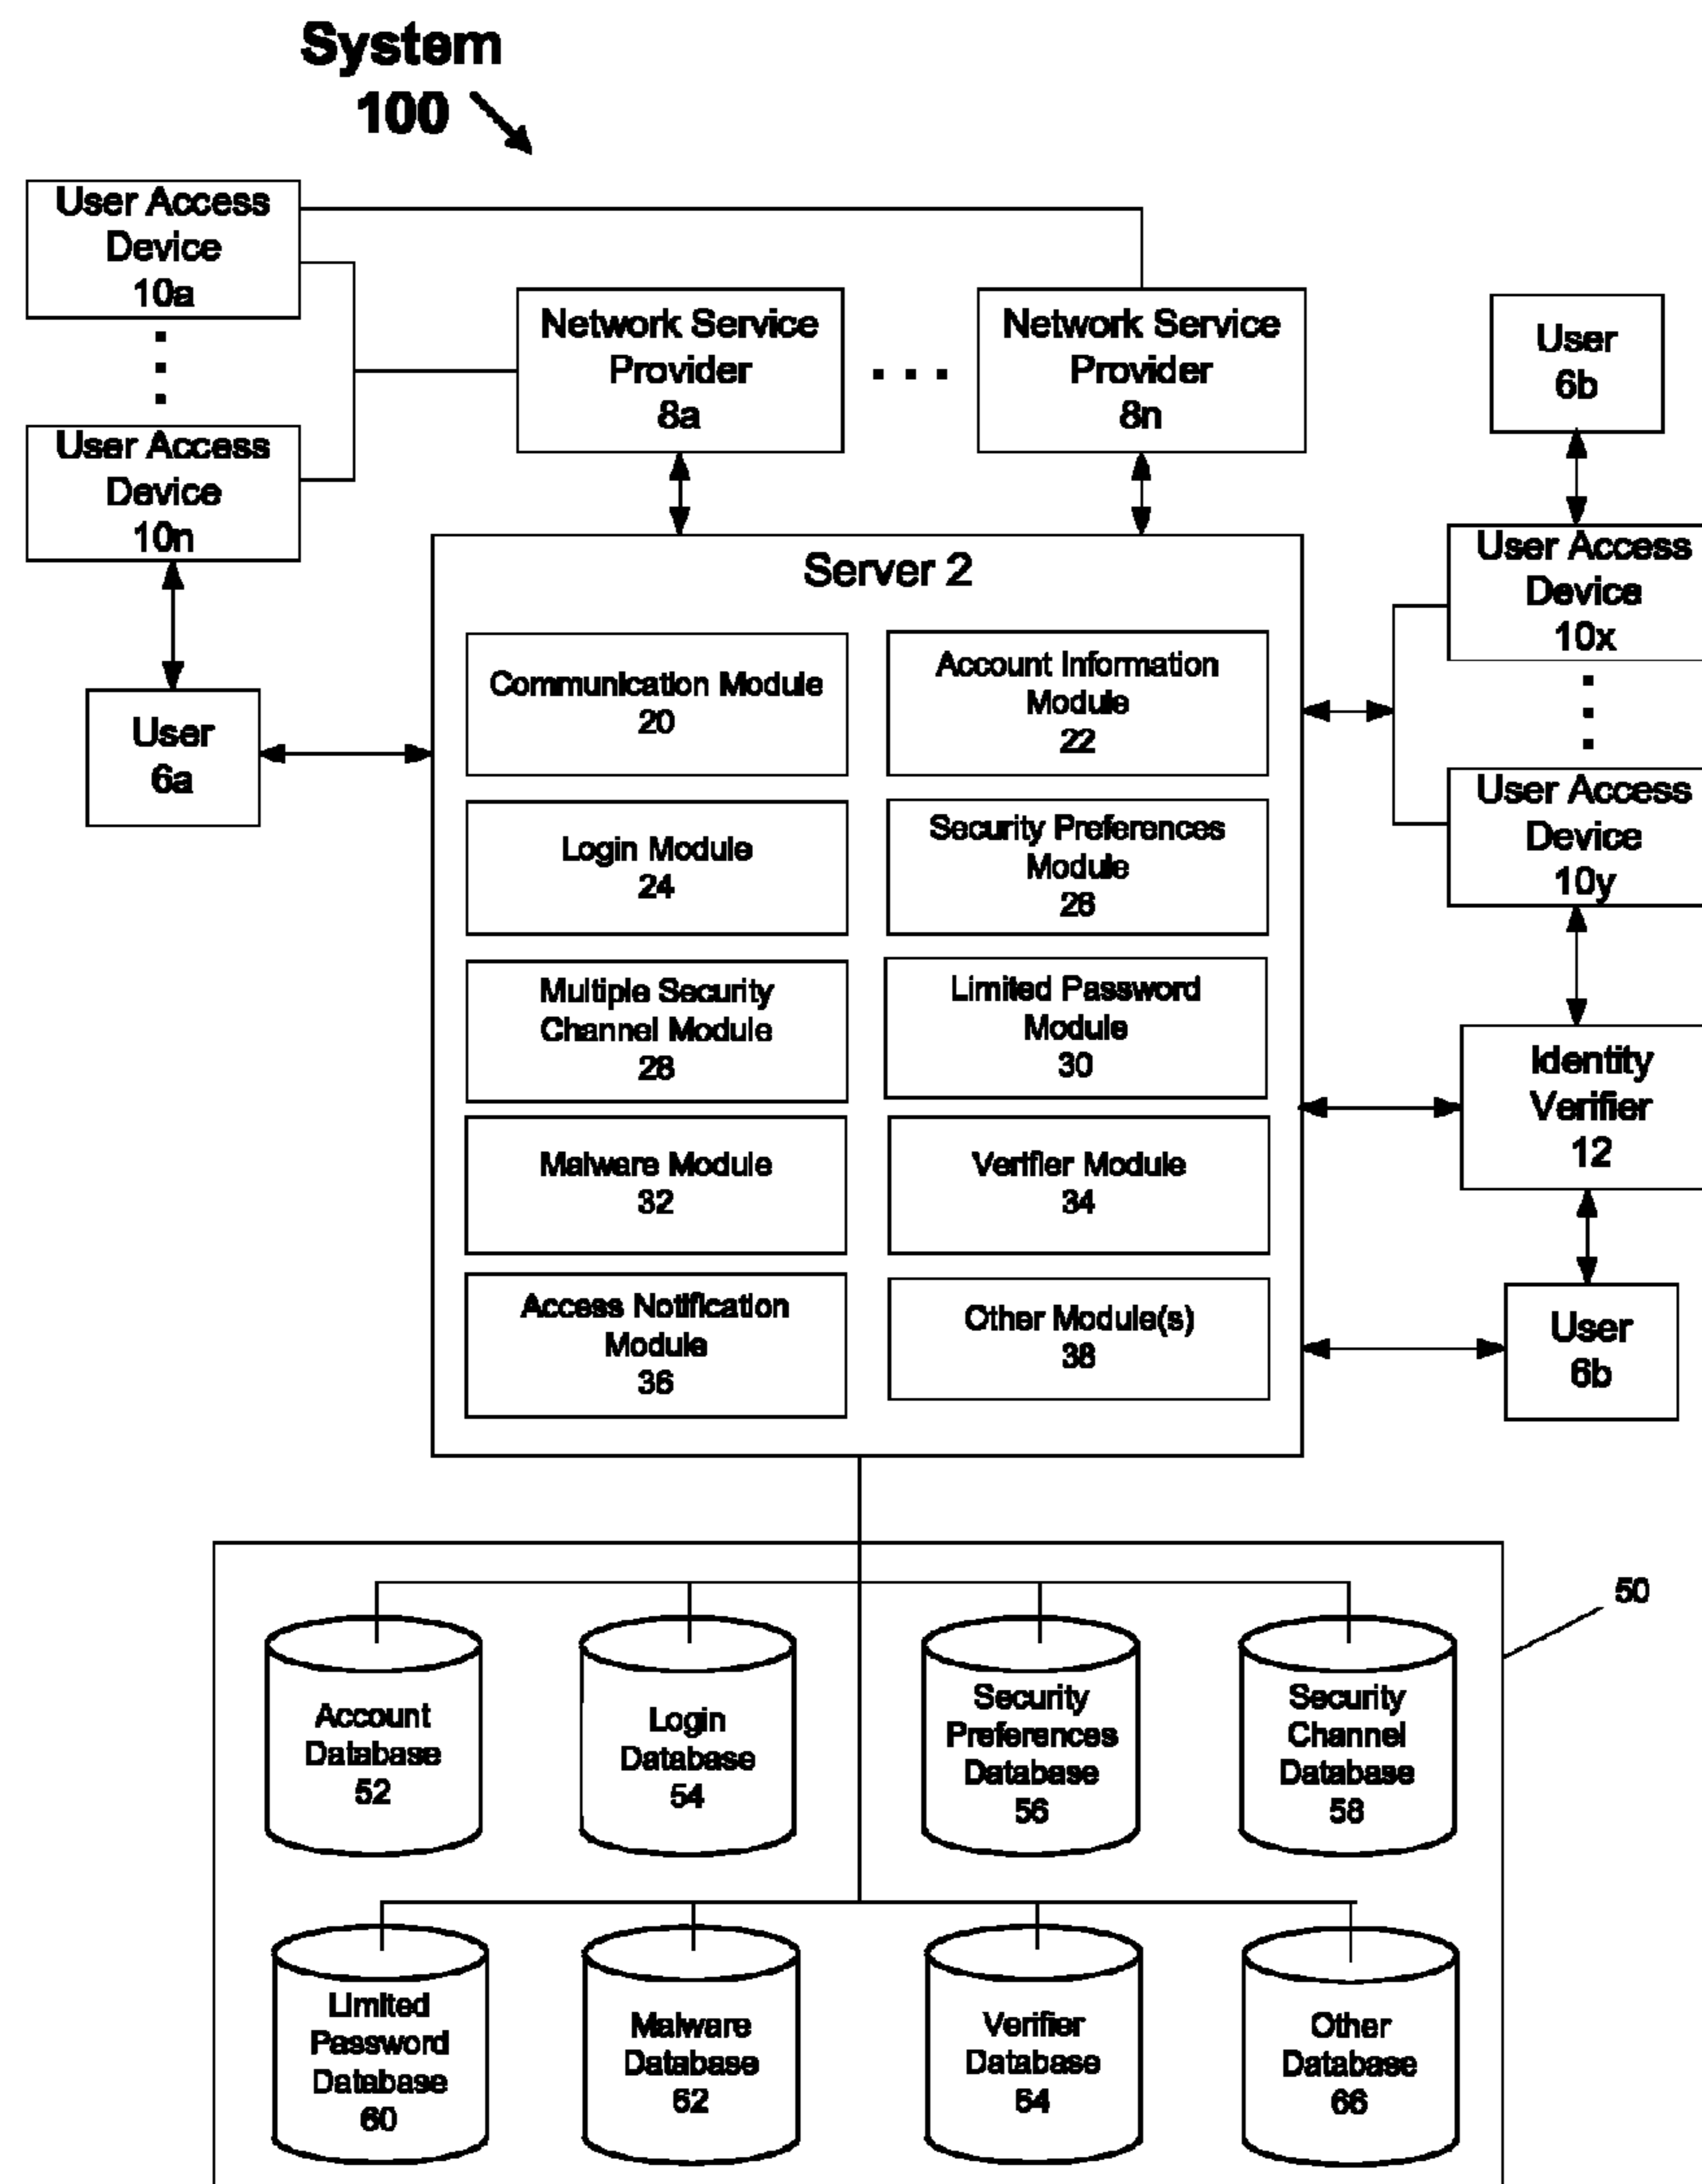 System
100
User Access
Device
10a
User Access
Device
10n
Network Service
Provider
8a
Network Service
Provider
8n
User
6b
User Access
Device
10x
User Access
Device
10y
User
6a
Server 2
Communication Module
20
Account Information
Module
22
Login Module
24
Security Preferences
Module
26
Multiple Security
Channel Module
28
Limited Password
Module
30
Malware Module
32
Verifier Module
34
Access Notification
Module
36
Other Module(s)
38
Identity
Verifier
12
User
6b
50
Account
Database
52
Login
Database
54
Security
Preferences
Database
56
Security
Channel
Database
58
Limited
Password
Database
60
Malware
Database
62
Verifier
Database
64
Other
Database
66